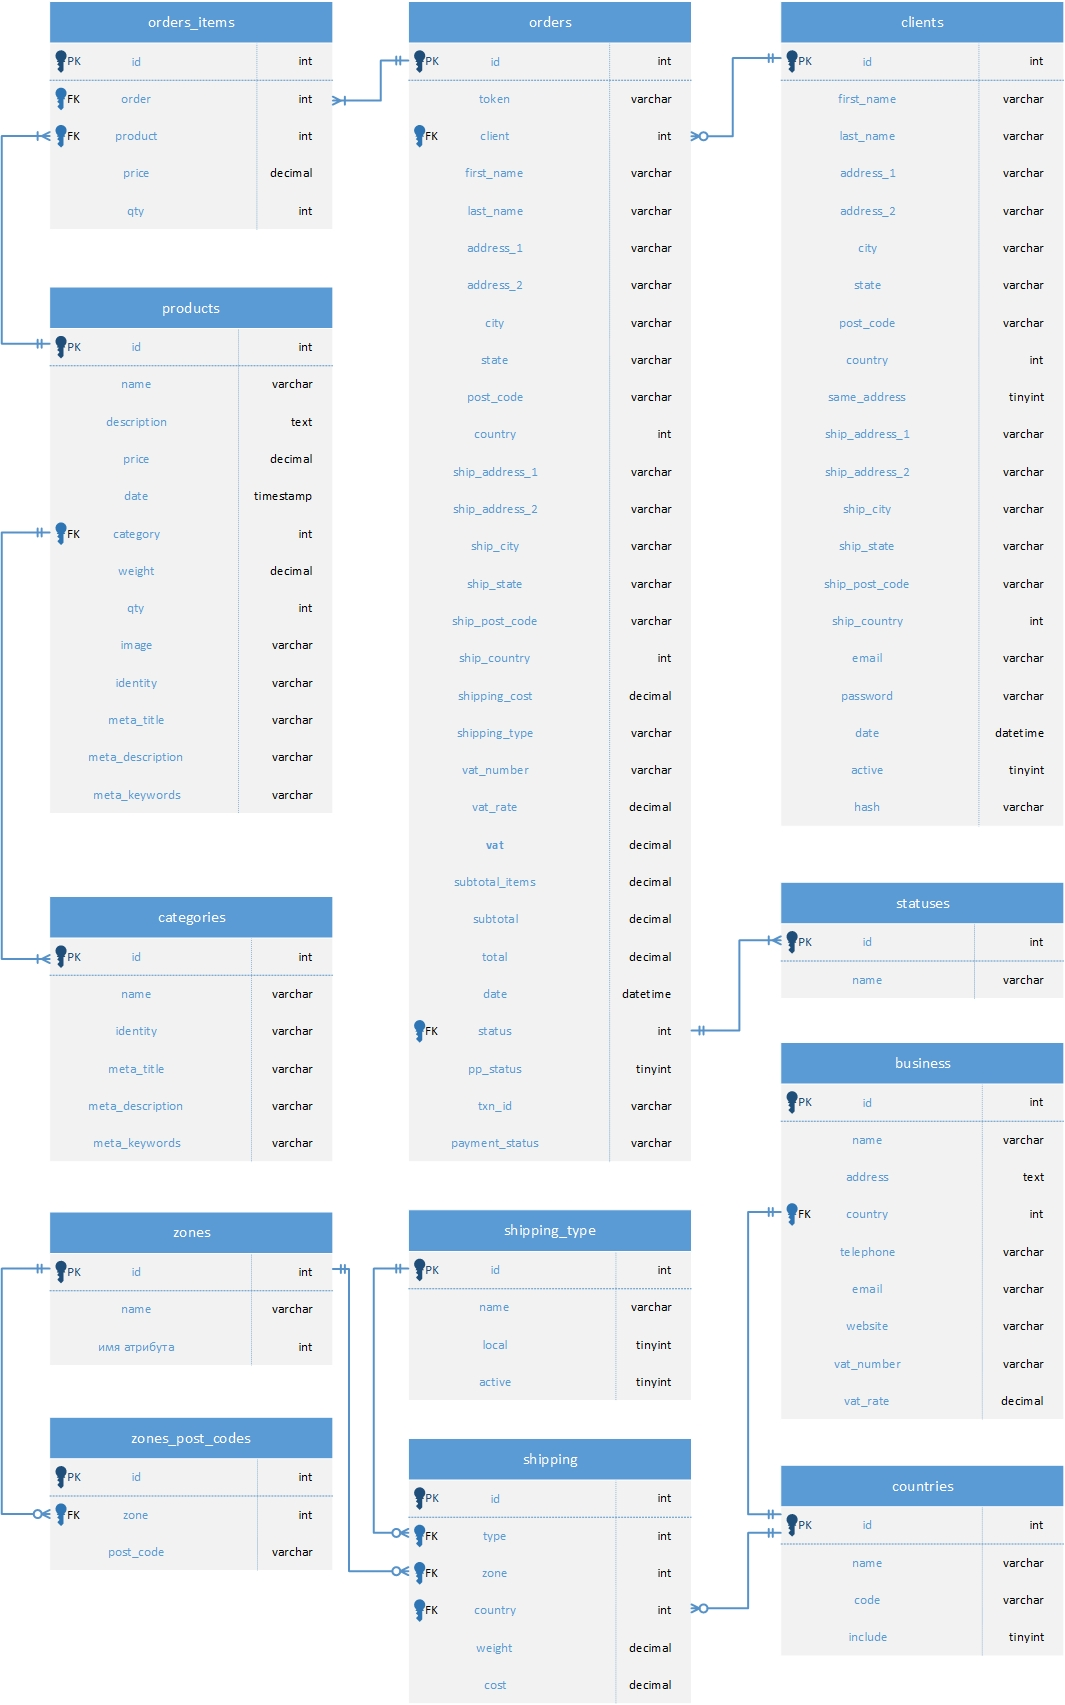 orders_items
PK id int
FK order int
FK product int
price decimal
qty int
products
PK id int
name varchar
description text
price decimal
date timestamp
FK category int
weight decimal
qty int
image varchar
identity varchar
meta_title varchar
meta_description varchar
meta_keywords varchar
categories
PK id int
name varchar
identity varchar
meta_title varchar
meta_description varchar
meta_keywords varchar
zones
PK id int
name varchar
имя атрибута int
zones_post_codes
PK id int
FK zone int
post_code varchar
orders
PK id int
token varchar
FK client int
first_name varchar
last_name varchar
address_1 varchar
address_2 varchar
city varchar
state varchar
post_code varchar
country int
ship_address_1 varchar
ship_address_2 varchar
ship_city varchar
ship_state varchar
ship_post_code varchar
ship_country int
shipping_cost decimal
shipping_type varchar
vat_number varchar
vat_rate decimal
vat decimal
subtotal_items decimal
subtotal decimal
total decimal
date datetime
FK status int
pp_status tinyint
txn_id varchar
payment_status varchar
shipping_type
PK id int
name varchar
local tinyint
active tinyint
shipping
PK id int
FK type int
FK zone int
FK country int
weight decimal
cost decimal
clients
PK id int
first_name varchar
last_name varchar
address_1 varchar
address_2 varchar
city varchar
state varchar
post_code varchar
country int
same_address tinyint
ship_address_1 varchar
ship_address_2 varchar
ship_city varchar
ship_state varchar
ship_post_code varchar
ship_country int
email varchar
password varchar
date datetime
active tinyint
hash varchar
statuses
PK id int
name varchar
business
PK id int
name varchar
address text
FK country int
telephone varchar
email varchar
website varchar
vat_number varchar
vat_rate decimal
countries
PK id int
name varchar
code varchar
include tinyint